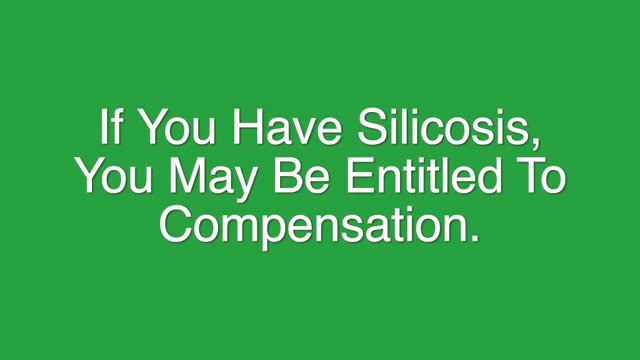 If You Have Silicosis,
You May Be Entitled To
Compensation.